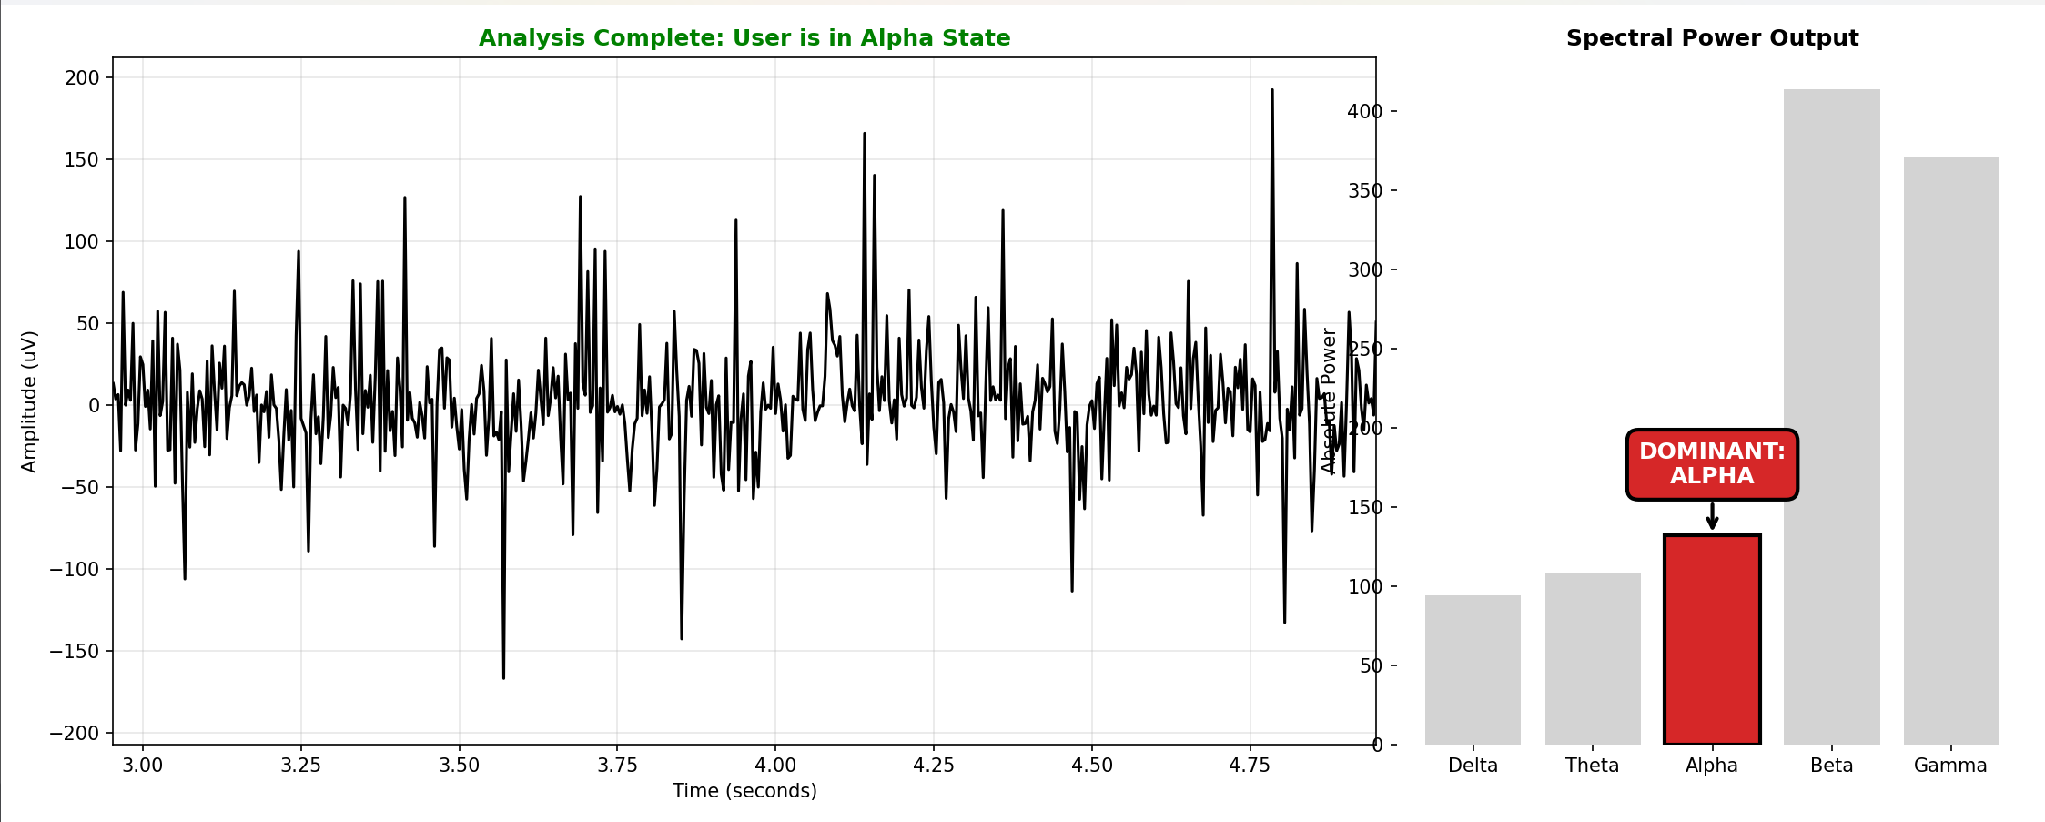 Analysis Complete: User is in Alpha State
200
150
100
50
0
−50
−100
−150
−200
Amplitude (uV)
3.00 3.25 3.50 3.75 4.00 4.25 4.50 4.75
Time (seconds)
Spectral Power Output
400
350
300
250
200
150
100
50
0
Absolute Power
DOMINANT:
ALPHA
Delta Theta Alpha Beta Gamma